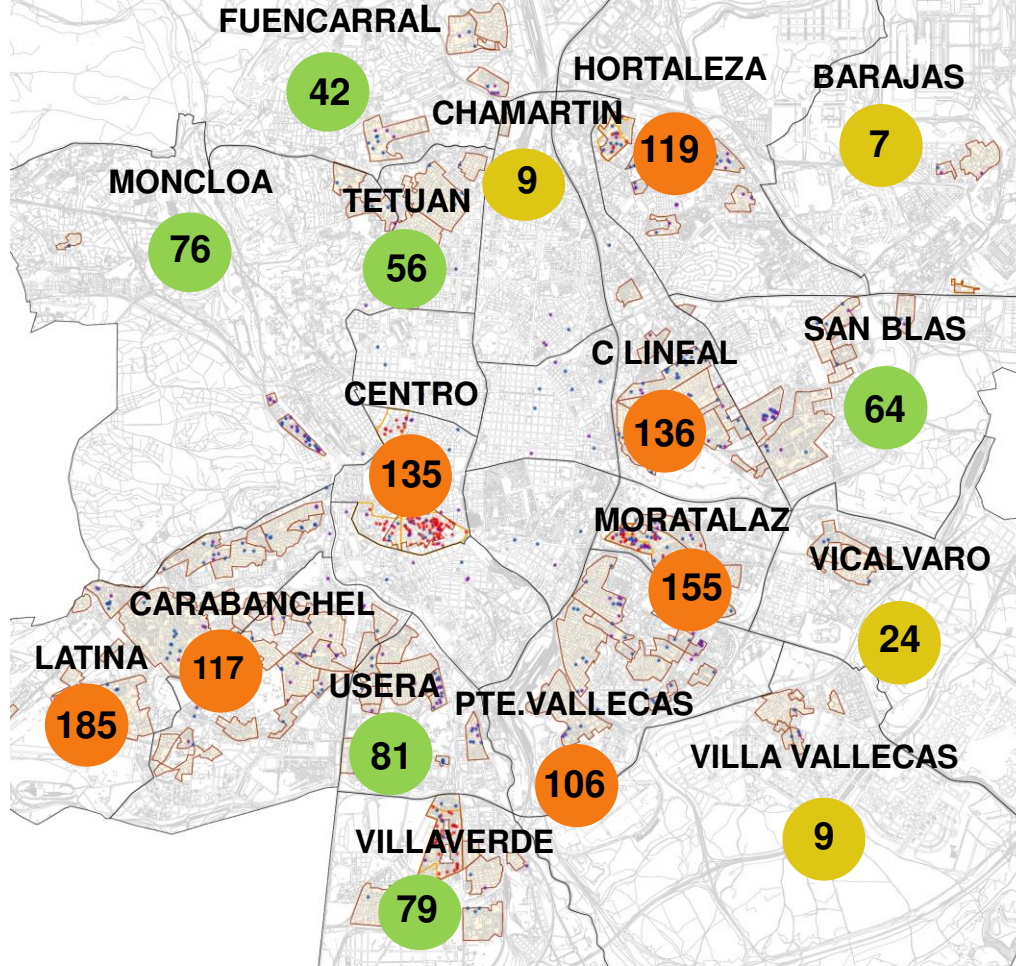 FUENCARRAL
42
HORTALEZA
119
BARAJAS
7
CHAMARTIN
9
MONCLOA
76
TETUAN
56
SAN BLAS
64
C LINEAL
136
CENTRO
135
MORATALAZ
155
VICALVARO
24
CARABANCHEL
117
LATINA
185
USERA
81
PTE.VALLECAS
106
VILLA VALLECAS
9
VILLAVERDE
79